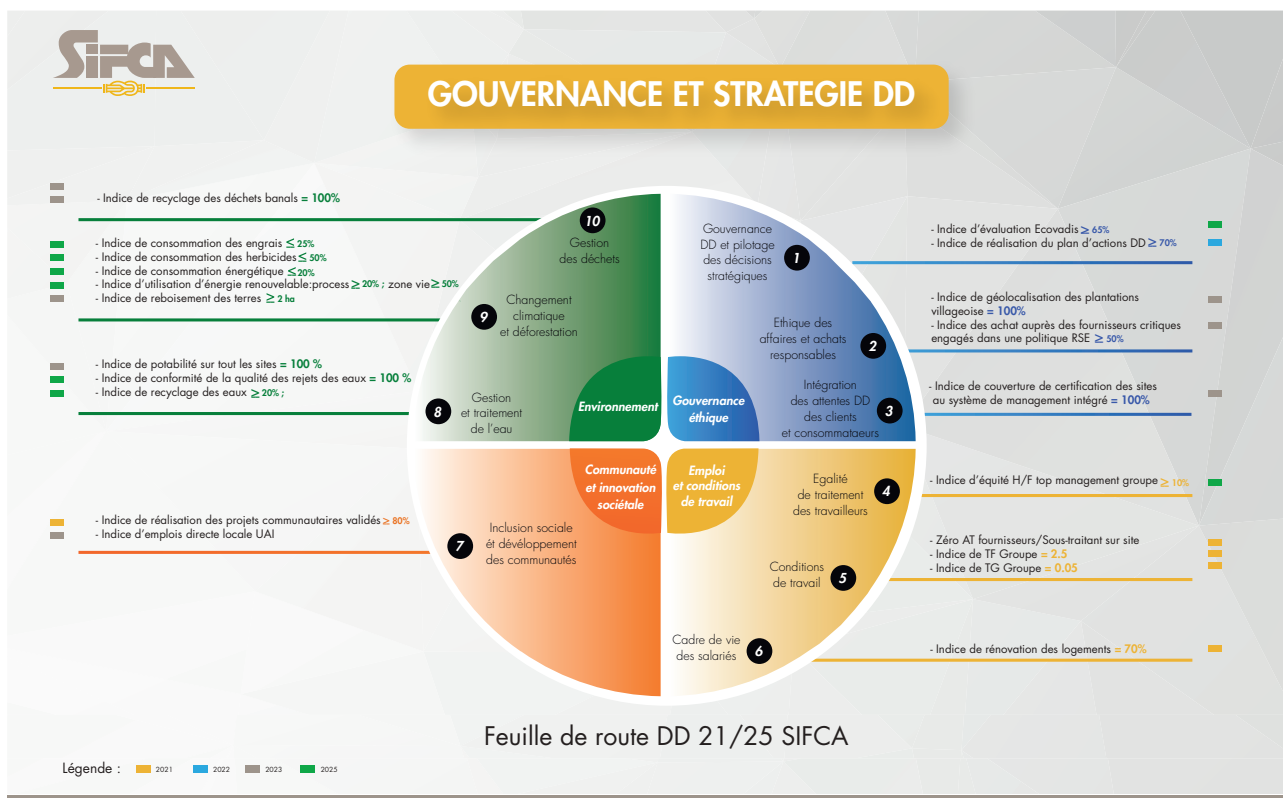 SIFCA
GOUVERNANCE ET STRATEGIE DD
- Indice de recyclage des déchets banals = 100%
- Indice de consommation des engrais ≤ 25%
- Indice de consommation des herbicides ≤ 50%
- Indice de consommation énergétique ≤20%
- Indice d'utilisation d'énergie renouvelable:process ≥ 20% ; zone vie ≥ 50%
- Indice de reboisement des terres ≥ 2 ha
- Indice de potabilité sur tout les sites = 100 %
- Indice de conformité de la qualité des rejets des eaux = 100 %
- Indice de recyclage des eaux ≥ 20% ;
- Indice de réalisation des projets communautaires validés ≥ 80%
- Indice d'emplois directe locale UAI
10
Gestion
des déchets
9
Changement
climatique
et déforestation
8
Gestion
et traitement
de l'eau
Environnement
7
Inclusion sociale
ét dévéloppement
des communautés
Communauté
et innovation
sociétale
Gouvernance
DD et pilotage
des décisions
stratégiques
1
Ethique des
affaires et achats
responsables
2
Intégration
des attentes DD
des clients
et consommataeurs
3
Gouvernance
éthique
Emploi
et conditions
de travail
Egalité
de traitement
des travailleurs
4
Conditions
de travail
5
Cadre de vie
des salariés
6
- Indice d'évaluation Ecovadis ≥ 65%
- Indice de réalisation du plan d'actions DD ≥ 70%
- Indice de géolocalisation des plantations
villageoise = 100%
- Indice des achat auprès des fournisseurs critiques
engagés dans une politique RSE ≥ 50%
- Indice de couverture de certification des sites
au système de management intégré = 100%
- Indice d'équité H/F top management groupe ≥ 10%
- Zéro AT fournisseurs/Sous-traitant sur site
- Indice de TF Groupe = 2.5
- Indice de TG Groupe = 0.05
- Indice de rénovation des logements = 70%
Feuille de route DD 21/25 SIFCA
Légende :
2021
2022
2023
2025